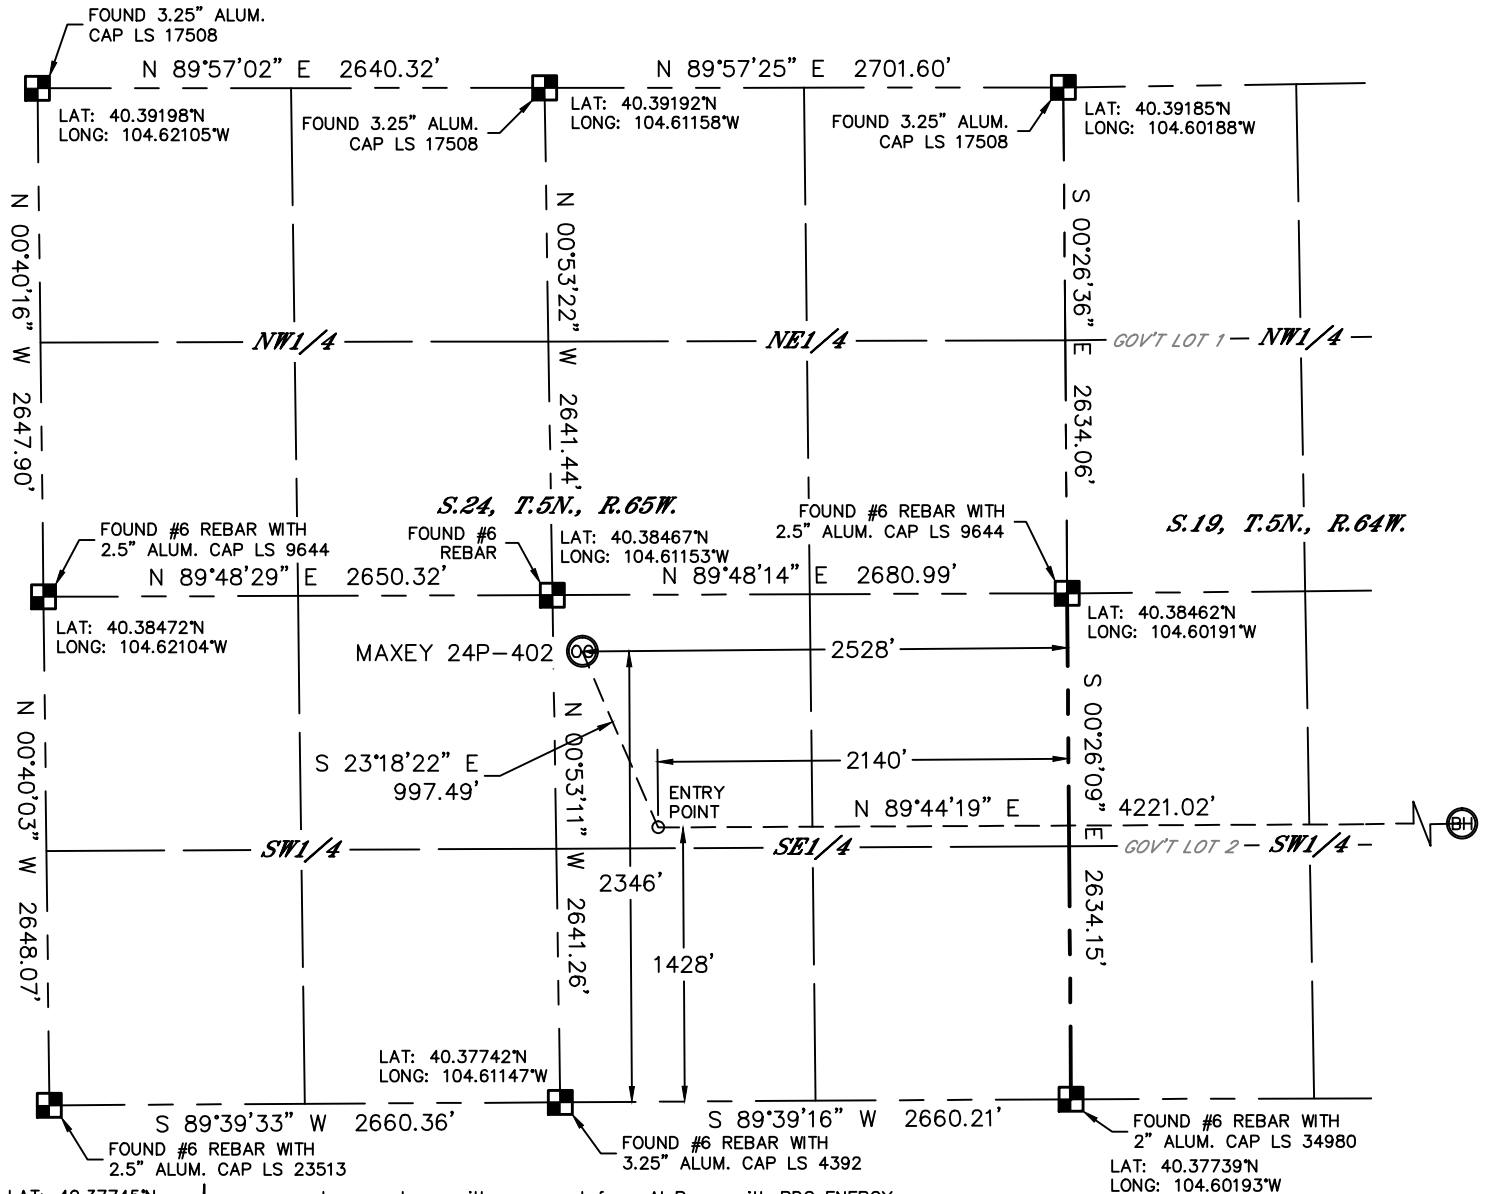 FOUND 3.25" ALUM.
CAP LS 17508
N 89°57'02" E 2640.32'
N 89°57'25" E 2701.60'
LAT: 40.39198°N
LONG: 104.62105°W
FOUND 3.25" ALUM.
CAP LS 17508
LAT: 40.39192°N
LONG: 104.61158°W
FOUND 3.25" ALUM.
CAP LS 17508
LAT: 40.39185°N
LONG: 104.60188°W
N 00°40'16" W 2647.90'
N 00°53'22" W 2641.44'
S 00°26'36" E 2634.06'
NW1/4
NE1/4
GOV'T LOT 1
NW1/4
S.24, T.5N., R.65W.
S.19, T.5N., R.64W.
FOUND #6 REBAR WITH
2.5" ALUM. CAP LS 9644
FOUND #6
REBAR
LAT: 40.38467°N
LONG: 104.61153°W
FOUND #6 REBAR WITH
2.5" ALUM. CAP LS 9644
N 89°48'29" E 2650.32'
N 89°48'14" E 2680.99'
LAT: 40.38472°N
LONG: 104.62104°W
LAT: 40.38462°N
LONG: 104.60191°W
MAXEY 24P-402
2528'
N 00°40'03" W 2648.07'
N 00°53'11" W 2641.26'
S 00°26'09" E 2634.15'
S 23°18'22" E
997.49'
2140'
ENTRY
POINT
N 89°44'19" E 4221.02'
BH
SW1/4
SE1/4
GOV'T LOT 2
SW1/4
2346'
1428'
LAT: 40.37742°N
LONG: 104.61147°W
S 89°39'33" W 2660.36'
S 89°39'16" W 2660.21'
FOUND #6 REBAR WITH
2.5" ALUM. CAP LS 23513
FOUND #6 REBAR WITH
3.25" ALUM. CAP LS 4392
FOUND #6 REBAR WITH
2" ALUM. CAP LS 34980
LAT: 40.37739°N
LONG: 104.60193°W
LAT: 40.37745°N